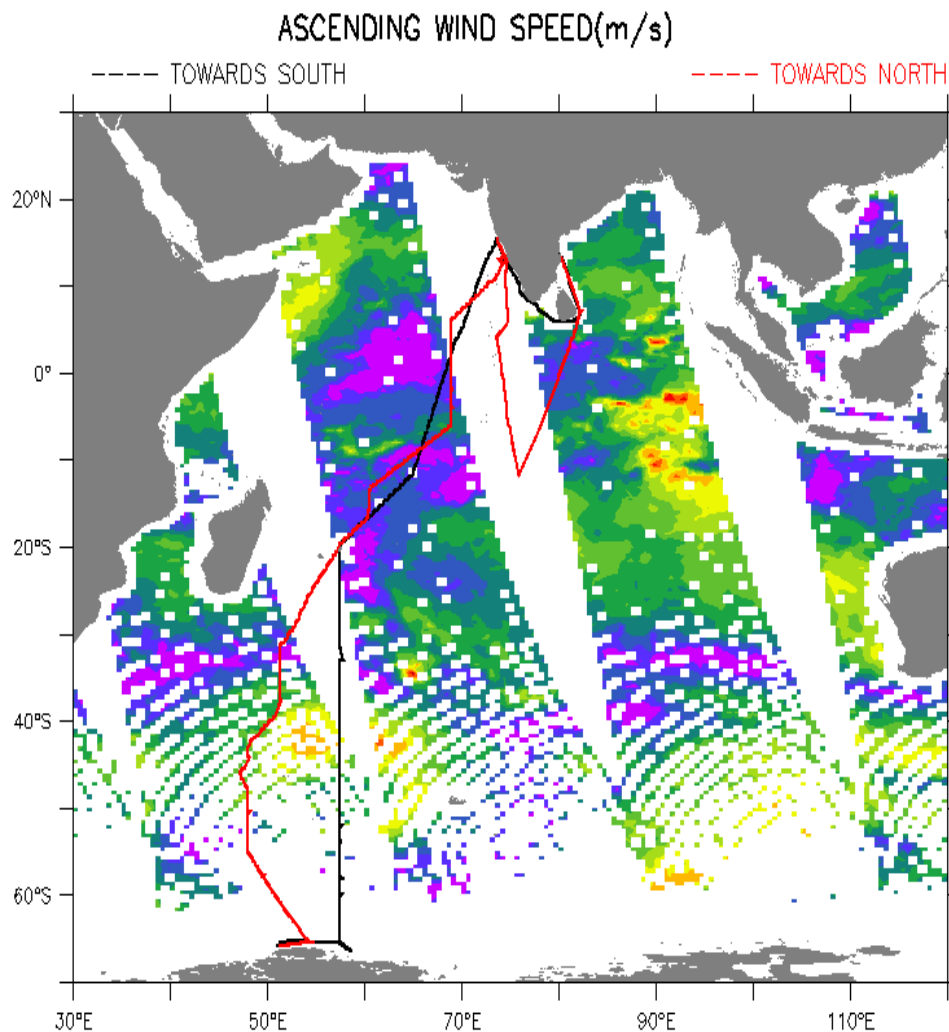 ASCENDING WIND SPEED(m/s)
TOWARDS SOUTH
TOWARDS NORTH
20°N
0°
20°S
40°S
60°S
30°E 50°E 70°E 90°E 110°E